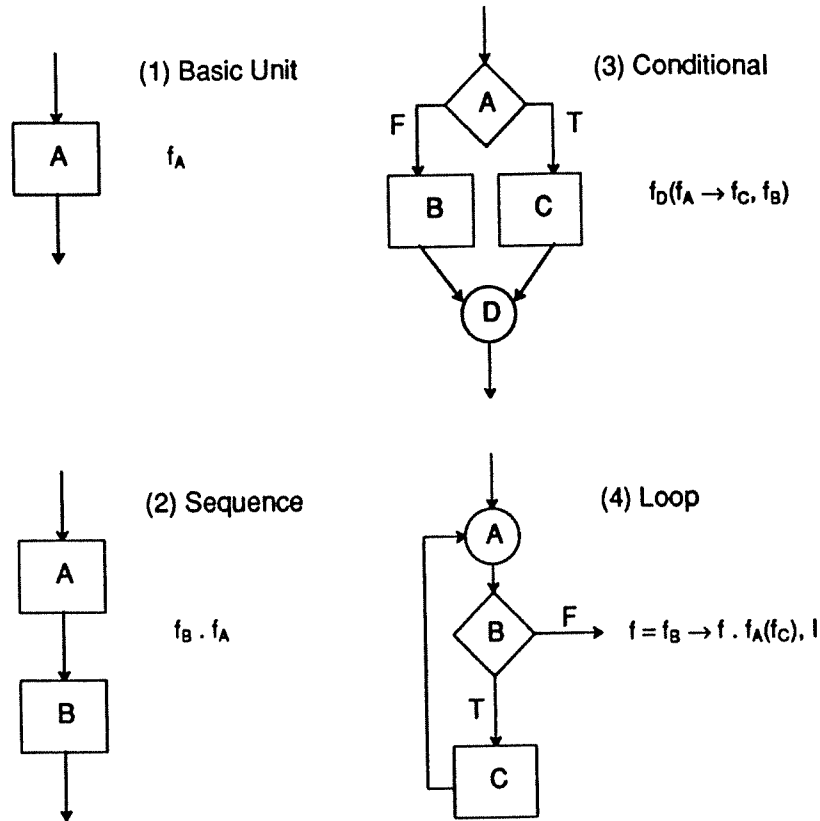 (1) Basic Unit
A
f_A
(3) Conditional
A
F
T
B
C
f_D(f_A → f_C, f_B)
D
(2) Sequence
A
f_B . f_A
B
(4) Loop
A
B
F
f = f_B → f . f_A(f_C), I
T
C